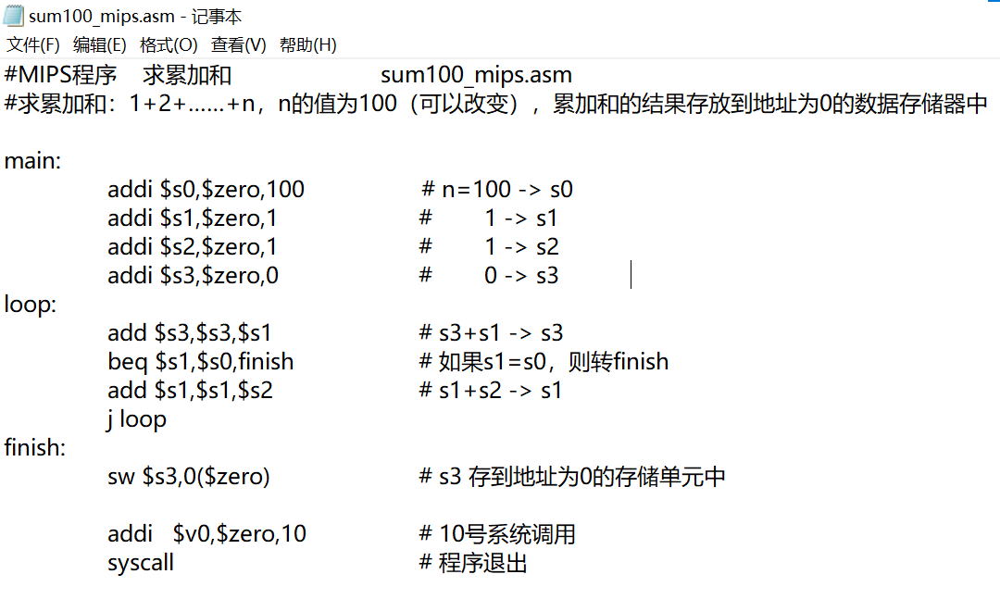 sum100_mips.asm - 记事本
文件(F) 编辑(E) 格式(O) 查看(V) 帮助(H)
#MIPS程序 求累加和 sum100_mips.asm
#求累加和：1+2+……+n，n的值为100（可以改变），累加和的结果存放到地址为0的数据存储器中
main:
addi $s0,$zero,100 # n=100 -> s0
addi $s1,$zero,1 # 1 -> s1
addi $s2,$zero,1 # 1 -> s2
addi $s3,$zero,0 # 0 -> s3
loop:
add $s3,$s3,$s1 # s3+s1 -> s3
beq $s1,$s0,finish # 如果s1=s0，则转finish
add $s1,$s1,$s2 # s1+s2 -> s1
j loop
finish:
sw $s3,0($zero) # s3 存到地址为0的存储单元中
addi $v0,$zero,10 # 10号系统调用
syscall # 程序退出